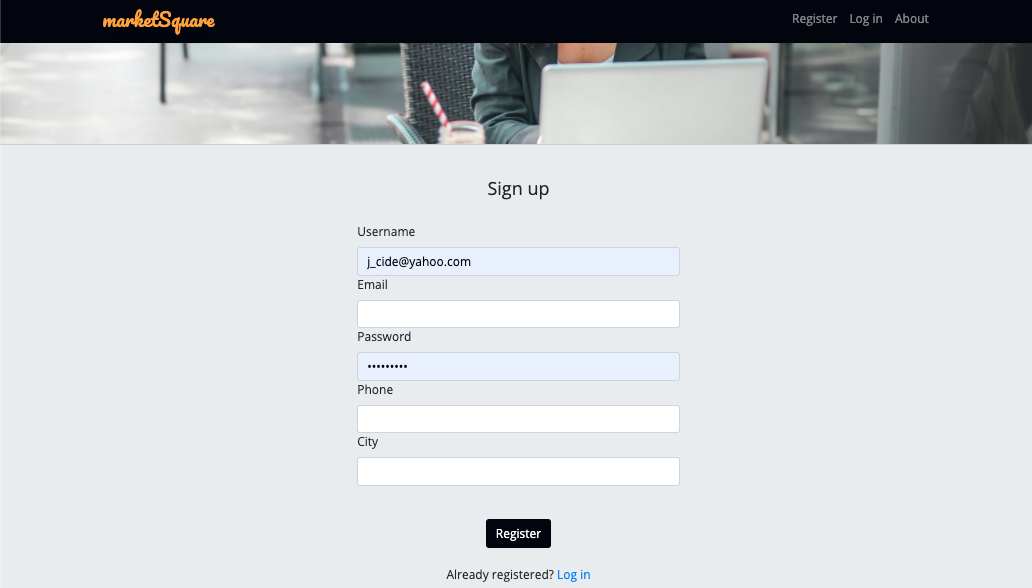 marketSquare
Register Log in About
Sign up
Username
j_cide@yahoo.com
Email
Password
•••••••••
Phone
City
Register
Already registered? Log in